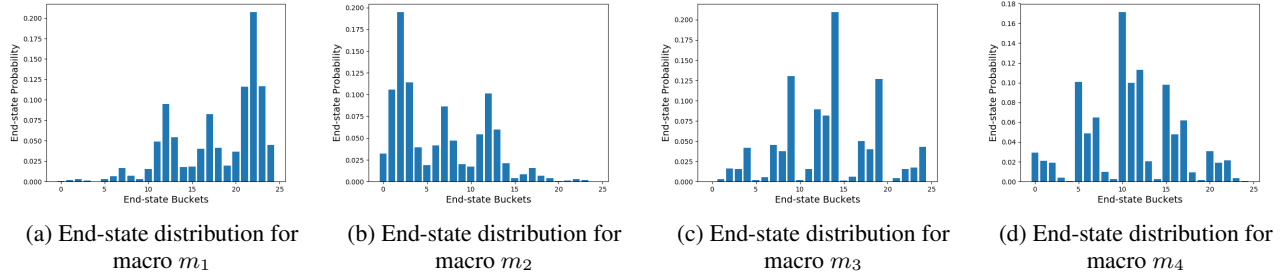 0.200
0.175
0.150
0.125
0.100
0.075
0.050
0.025
0.000
End-state Probability
0 5 10 15 20 25
End-state Buckets
0.200
0.175
0.150
0.125
0.100
0.075
0.050
0.025
0.000
End-state Probability
0 5 10 15 20 25
End-state Buckets
0.200
0.175
0.150
0.125
0.100
0.075
0.050
0.025
0.000
End-state Probability
0 5 10 15 20 25
End-state Buckets
0.18
0.16
0.14
0.12
0.10
0.08
0.06
0.04
0.02
0.00
End-state Probability
0 5 10 15 20 25
End-state Buckets
(a) End-state distribution for
macro m₁
(b) End-state distribution for
macro m₂
(c) End-state distribution for
macro m₃
(d) End-state distribution for
macro m₄